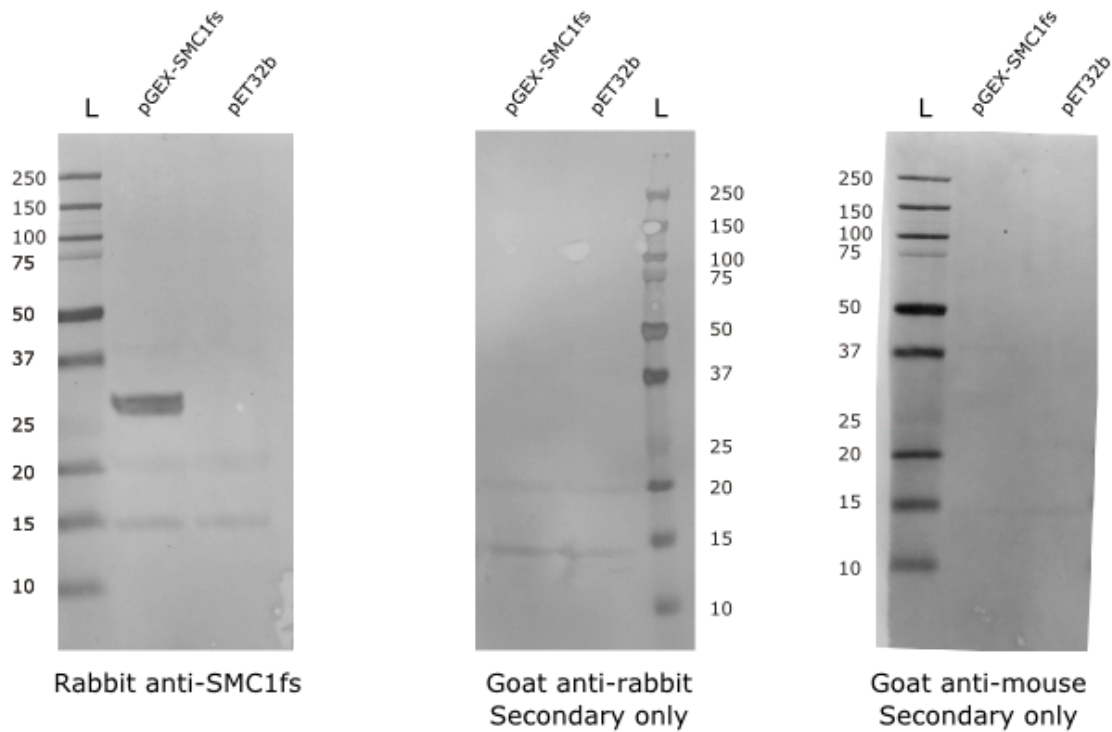 L
pGEX-SMC1fs
pET32b
250
150
100
75
50
37
25
20
15
10
Rabbit anti-SMC1fs
pGEX-SMC1fs
pET32b
L
250
150
100
75
50
37
25
20
15
10
Goat anti-rabbit
Secondary only
L
pGEX-SMC1fs
pET32b
250
150
100
75
50
37
25
20
15
10
Goat anti-mouse
Secondary only